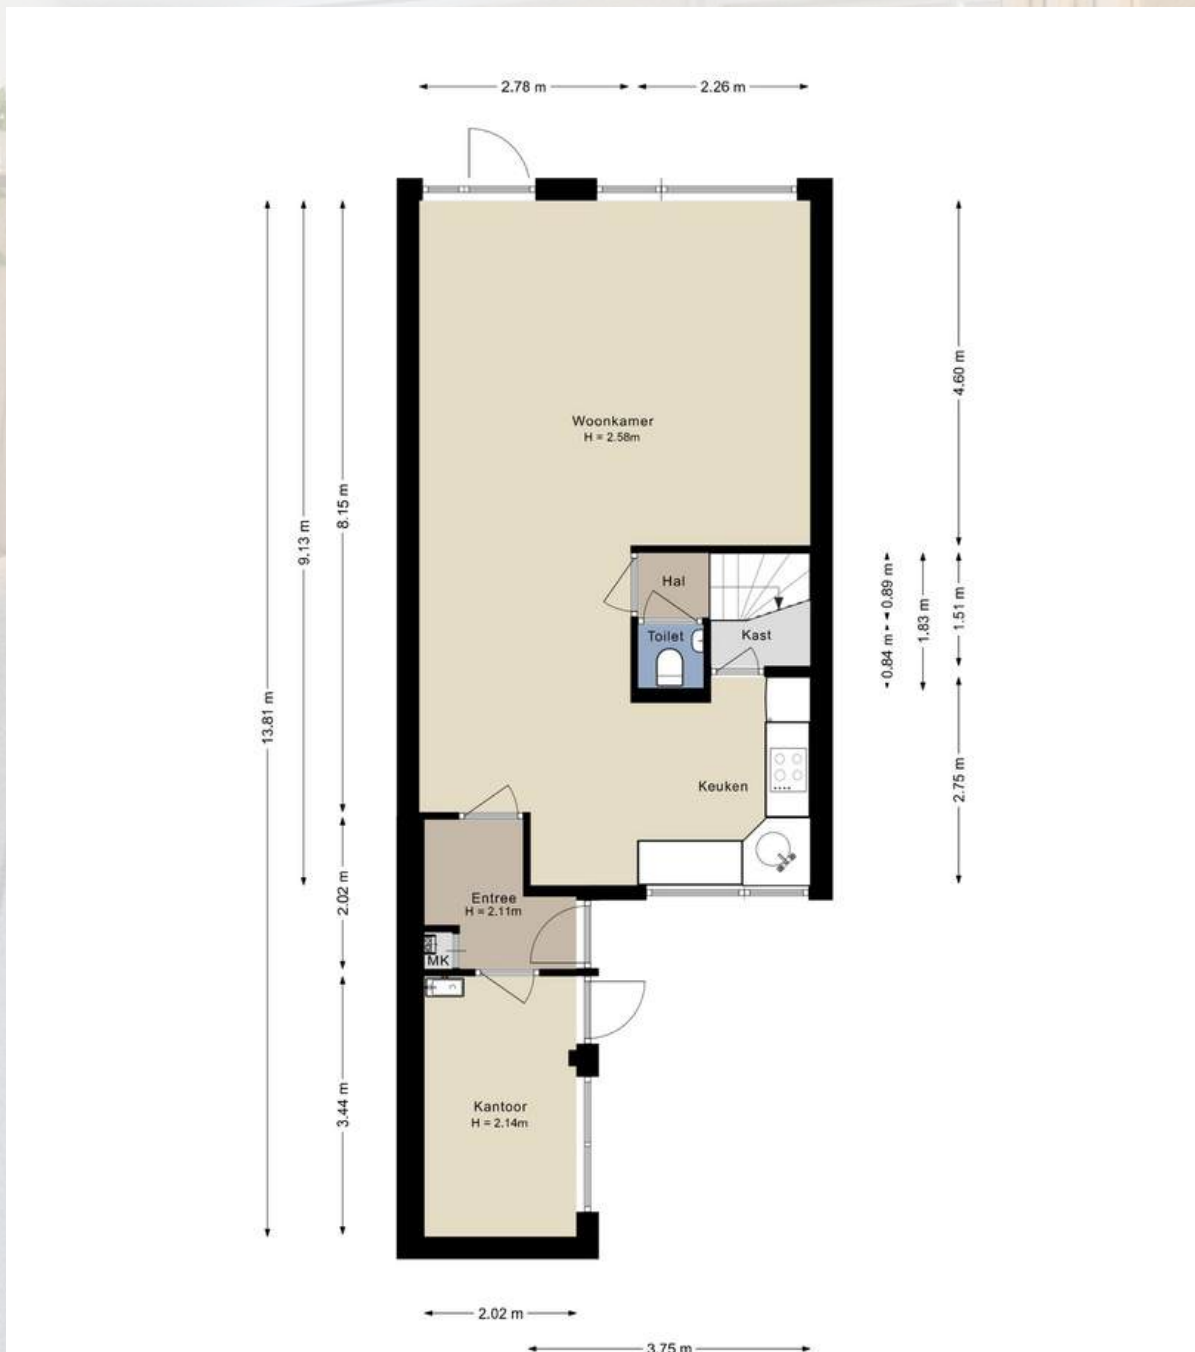 2.78 m
2.26 m
Woonkamer
H = 2.58m
4.60 m
8.15 m
9.13 m
13.81 m
Hal
Toilet
Kast
0.89 m
0.84 m
1.83 m
1.51 m
Keuken
2.75 m
Entree
H = 2.11m
MK
2.02 m
Kantoor
H = 2.14m
3.44 m
2.02 m
3.75 m